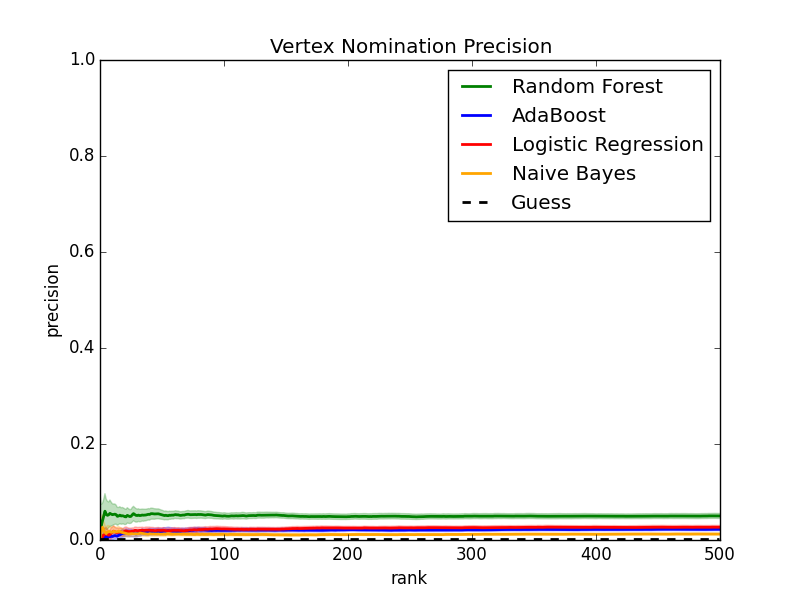 Vertex Nomination Precision
1.0
0.8
0.6
0.4
0.2
0.0
precision
Random Forest
AdaBoost
Logistic Regression
Naive Bayes
Guess
0 100 200 300 400 500
rank